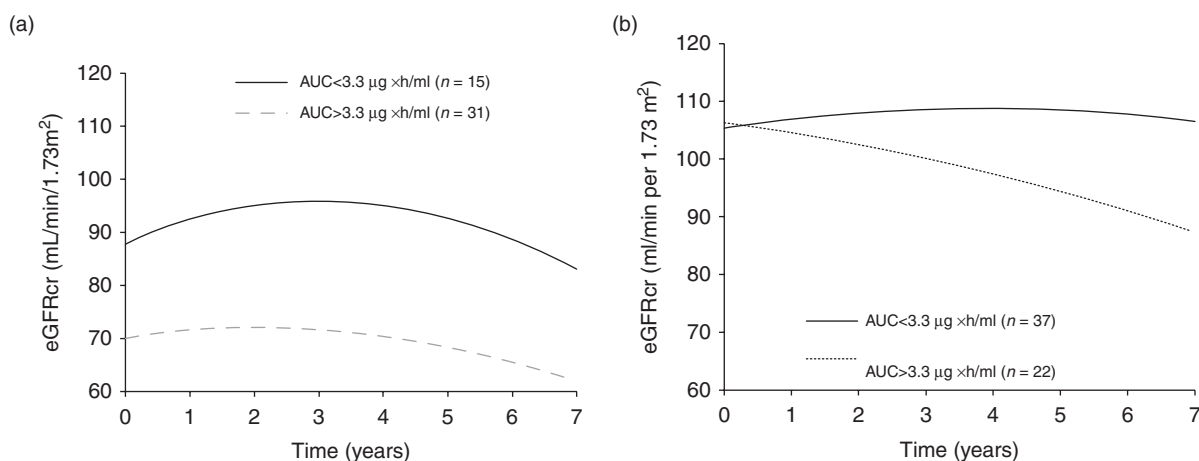 (a)
120
110
100
90
80
70
60
eGFRcr (mL/min/1.73m²)
AUC<3.3 μg ×h/ml (n = 15)
AUC>3.3 μg ×h/ml (n = 31)
0 1 2 3 4 5 6 7
Time (years)
(b)
120
110
100
90
80
70
60
eGFRcr (ml/min per 1.73 m²)
AUC<3.3 μg ×h/ml (n = 37)
AUC>3.3 μg ×h/ml (n = 22)
0 1 2 3 4 5 6 7
Time (years)